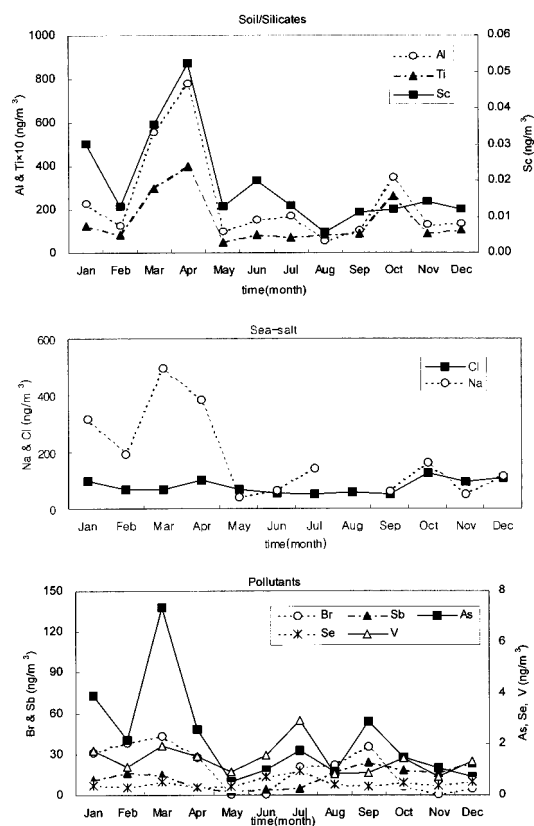 Soil/Silicates
1000
800
600
400
200
0
Al & Ti×10 (ng/m ³)
0.06
0.05
0.04
0.03
0.02
0.01
0.00
Sc (ng/m ³)
Al
Ti
Sc
Jan Feb Mar Apr May Jun Jul Aug Sep Oct Nov Dec
time(month)
Sea-salt
600
400
200
0
Na & Cl (ng/m ³)
Cl
Na
Jan Feb Mar Apr May Jun Jul Aug Sep Oct Nov Dec
time(month)
Pollutants
150
120
90
60
30
0
Br & Sb (ng/m ³)
8
6
4
2
0
As, Se, V (ng/m ³)
Br Sb As
Se V
Jan Feb Mar Apr May Jun Jul Aug Sep Oct Nov Dec
time(month)